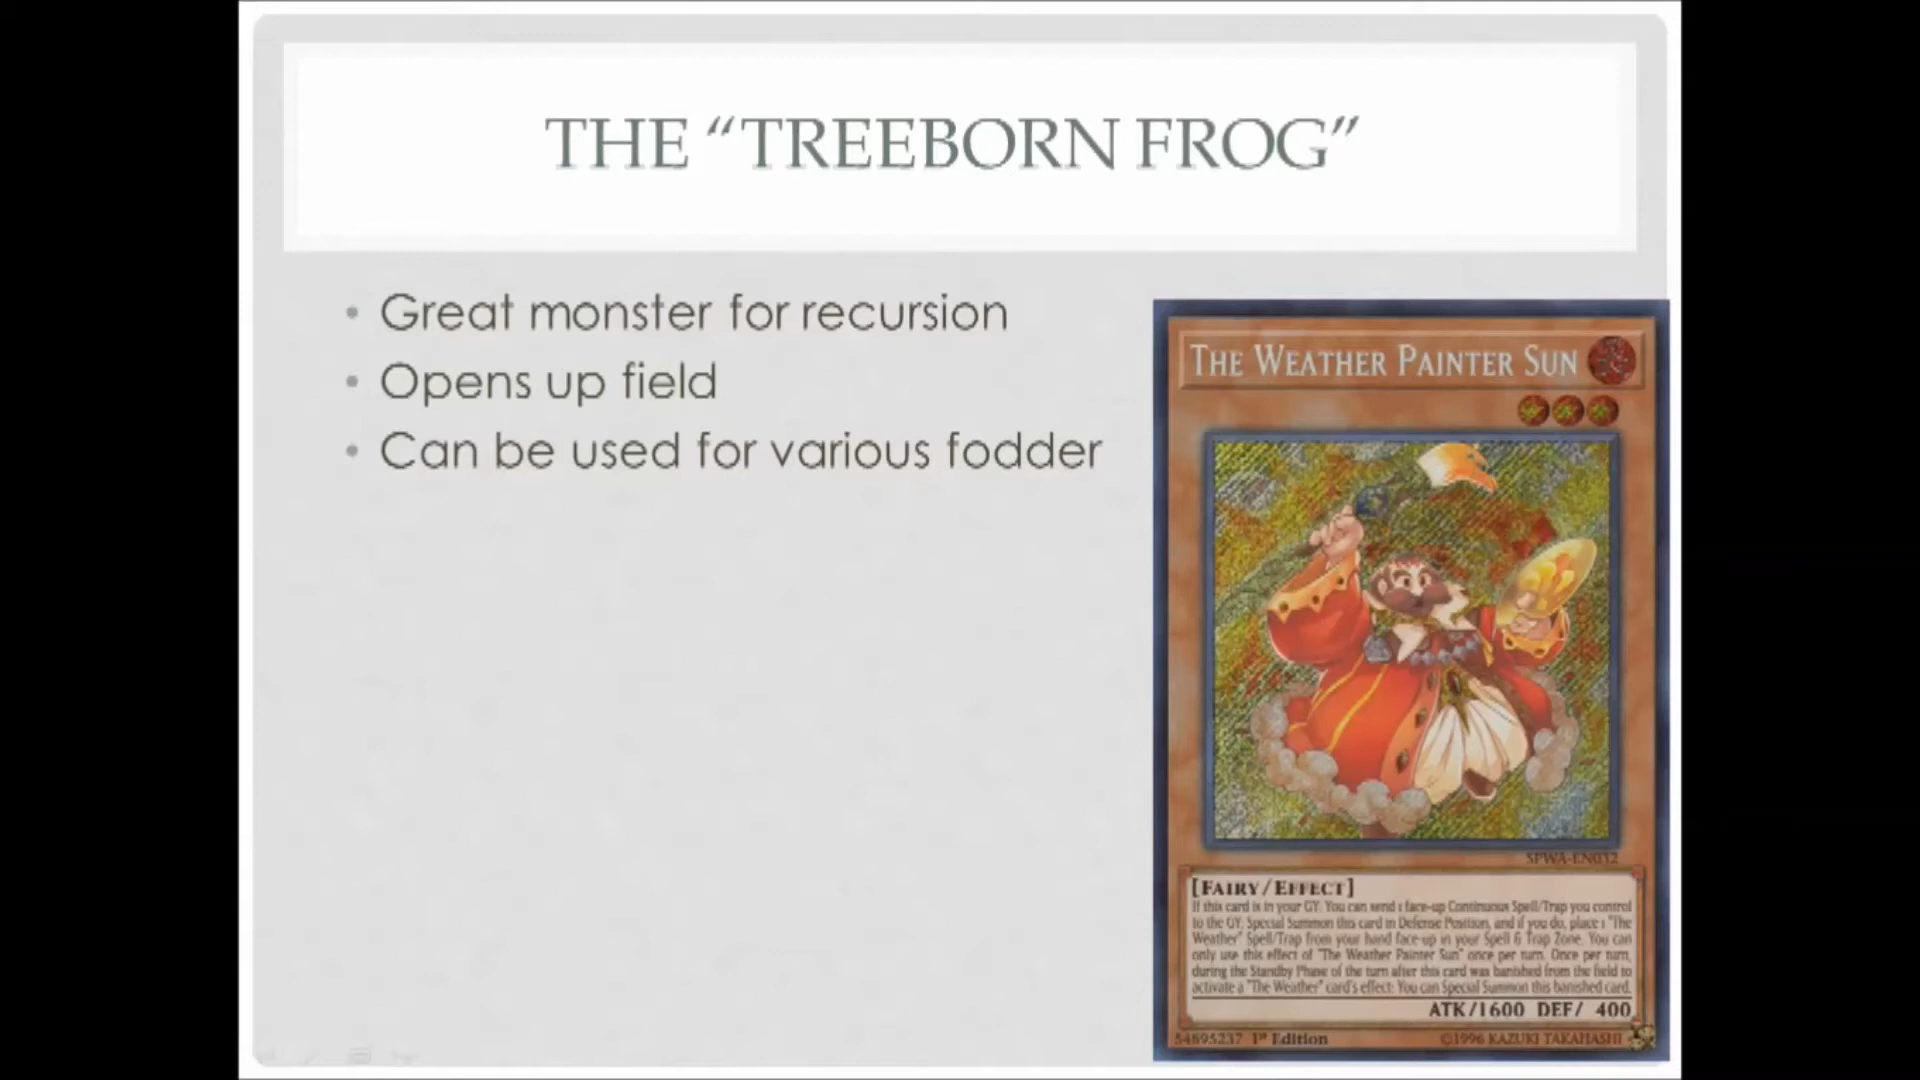 THE “TREEBORN FROG”
• Great monster for recursion
• Opens up field
• Can be used for various fodder
THE WEATHER PAINTER SUN
SPWA-EN032
[FAIRY/EFFECT]
If this card is in your GY: You can send 1 face-up Continuous Spell/Trap you control
to the GY; Special Summon this card in Defense Position, and if you do, place 1 "The
Weather" Spell/Trap from your hand face-up in your Spell & Trap Zone. You can
only use this effect of "The Weather Painter Sun" once per turn. Once per turn,
during the Standby Phase of the turn after this card was banished from the field to
activate a "The Weather" card's effect: You can Special Summon this banished card.
ATK/1600 DEF/ 400
54895237 1st Edition
©1996 KAZUKI TAKAHASHI